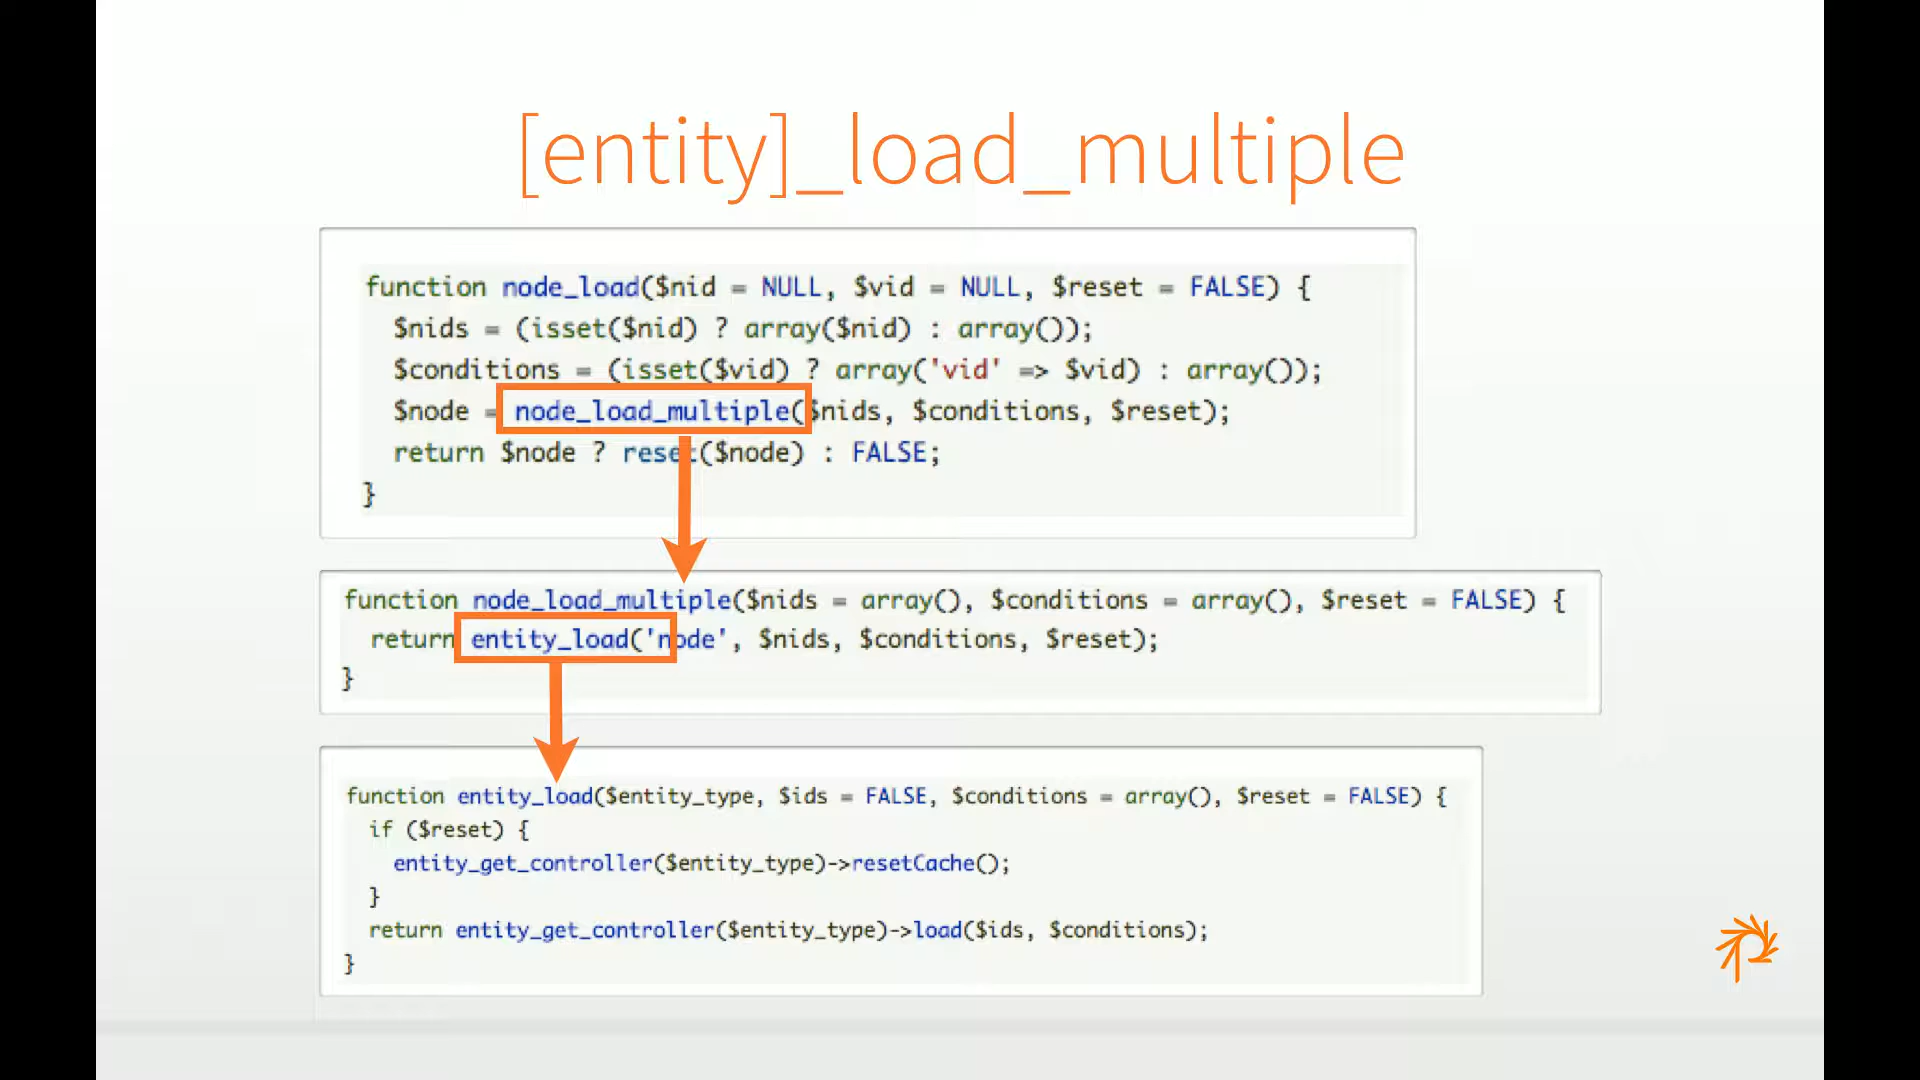 [entity]_load_multiple
function node_load($nid = NULL, $vid = NULL, $reset = FALSE) {
$nids = (isset($nid) ? array($nid) : array());
$conditions = (isset($vid) ? array('vid' => $vid) : array());
$node = node_load_multiple($nids, $conditions, $reset);
return $node ? reset($node) : FALSE;
}
function node_load_multiple($nids = array(), $conditions = array(), $reset = FALSE) {
return entity_load('node', $nids, $conditions, $reset);
}
function entity_load($entity_type, $ids = FALSE, $conditions = array(), $reset = FALSE) {
if ($reset) {
entity_get_controller($entity_type)->resetCache();
}
return entity_get_controller($entity_type)->load($ids, $conditions);
}